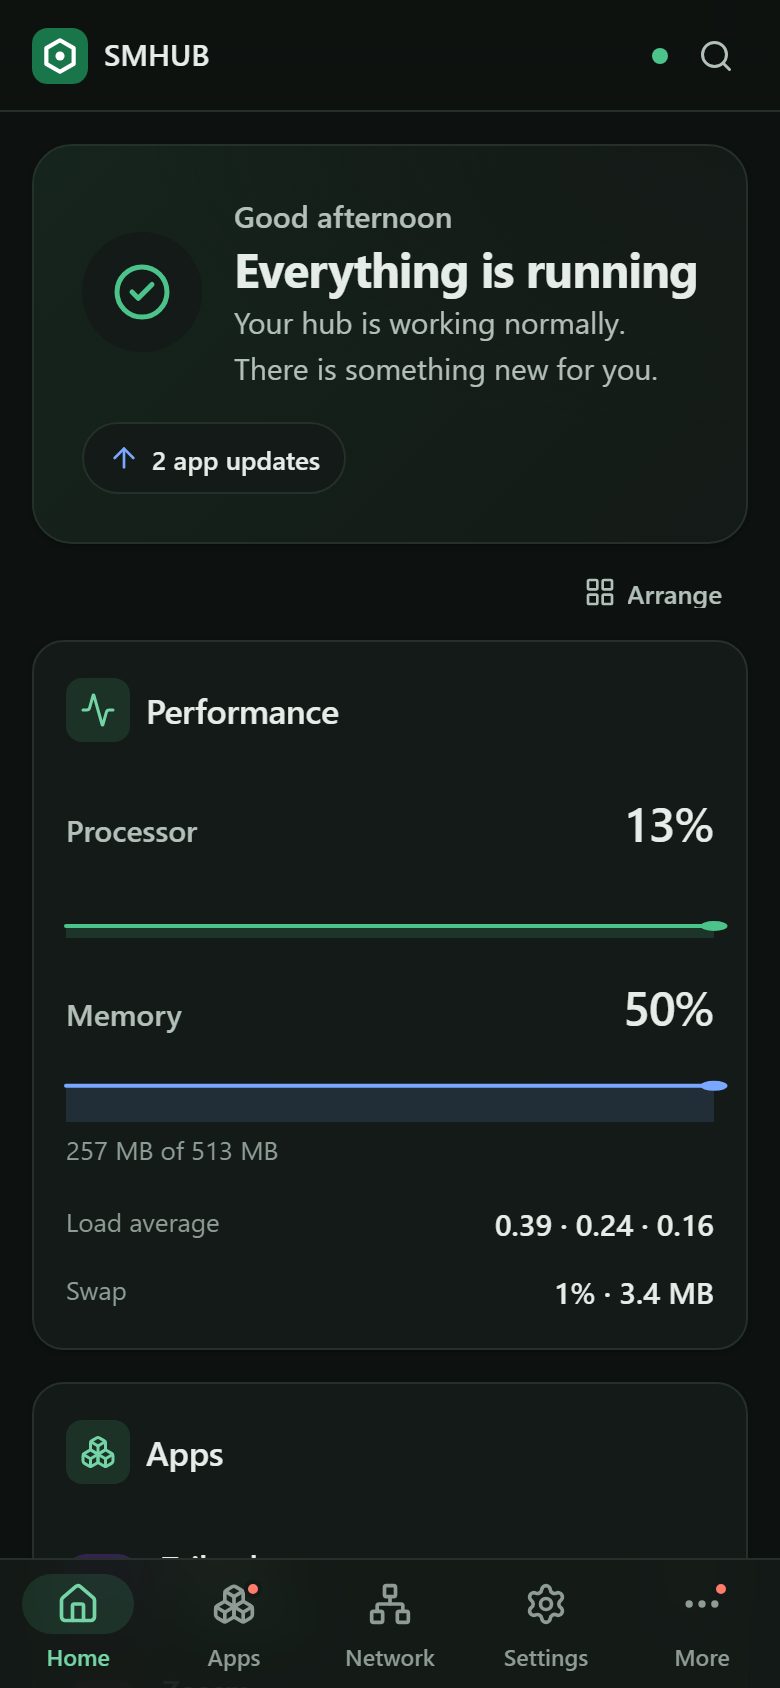 SMHUB
Good afternoon
Everything is running
Your hub is working normally.
There is something new for you.
2 app updates
Arrange
Performance
Processor
13%
Memory
50%
257 MB of 513 MB
Load average
0.39 · 0.24 · 0.16
Swap
1% · 3.4 MB
Apps
Home
Apps
Network
Settings
More